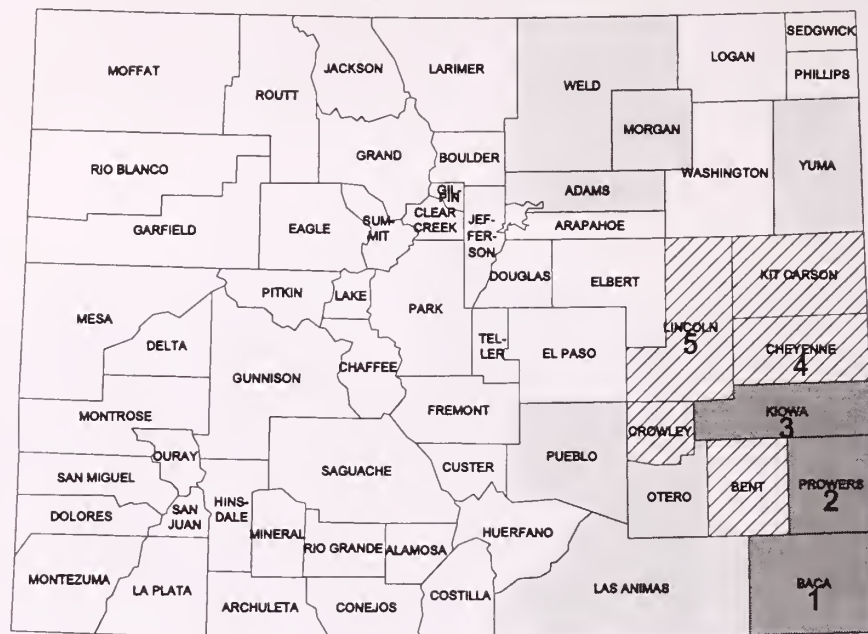 MOFFAT
ROUTT
JACKSON
LARIMER
WELD
LOGAN
SEDGWICK
PHILLIPS
MORGAN
WASHINGTON
YUMA
RIO BLANCO
GRAND
BOULDER
GIL-
PIN
CLEAR
CREEK
JEF-
FER-
SON
ADAMS
ARAPAHOE
GARFIELD
EAGLE
SUM-
MIT
DOUGLAS
ELBERT
KIT CARSON
MESA
PITKIN
LAKE
PARK
LINCOLN
5
CHEYENNE
4
DELTA
GUNNISON
CHAFFEE
TEL-
LER
EL PASO
MONTROSE
FREMONT
CROWLEY
KIOWA
3
OURAY
SAGUACHE
CUSTER
PUEBLO
OTERO
BENT
PROWERS
2
SAN MIGUEL
DOLORES
SAN
JUAN
HINS-
DALE
MINERAL
RIO GRANDE
ALAMOSA
HUERFANO
MONTEZUMA
LA PLATA
ARCHULETA
CONEJOS
COSTILLA
LAS ANIMAS
BACA
1